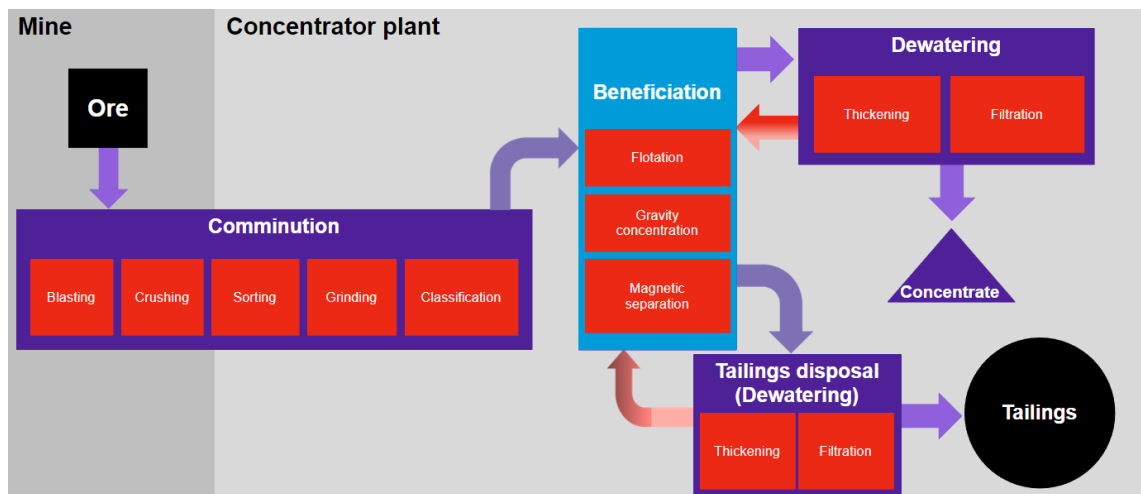 Mine
Concentrator plant
Ore
Comminution
Blasting
Crushing
Sorting
Grinding
Classification
Beneficiation
Flotation
Gravity
concentration
Magnetic
separation
Dewatering
Thickening
Filtration
Concentrate
Tailings disposal
(Dewatering)
Thickening
Filtration
Tailings